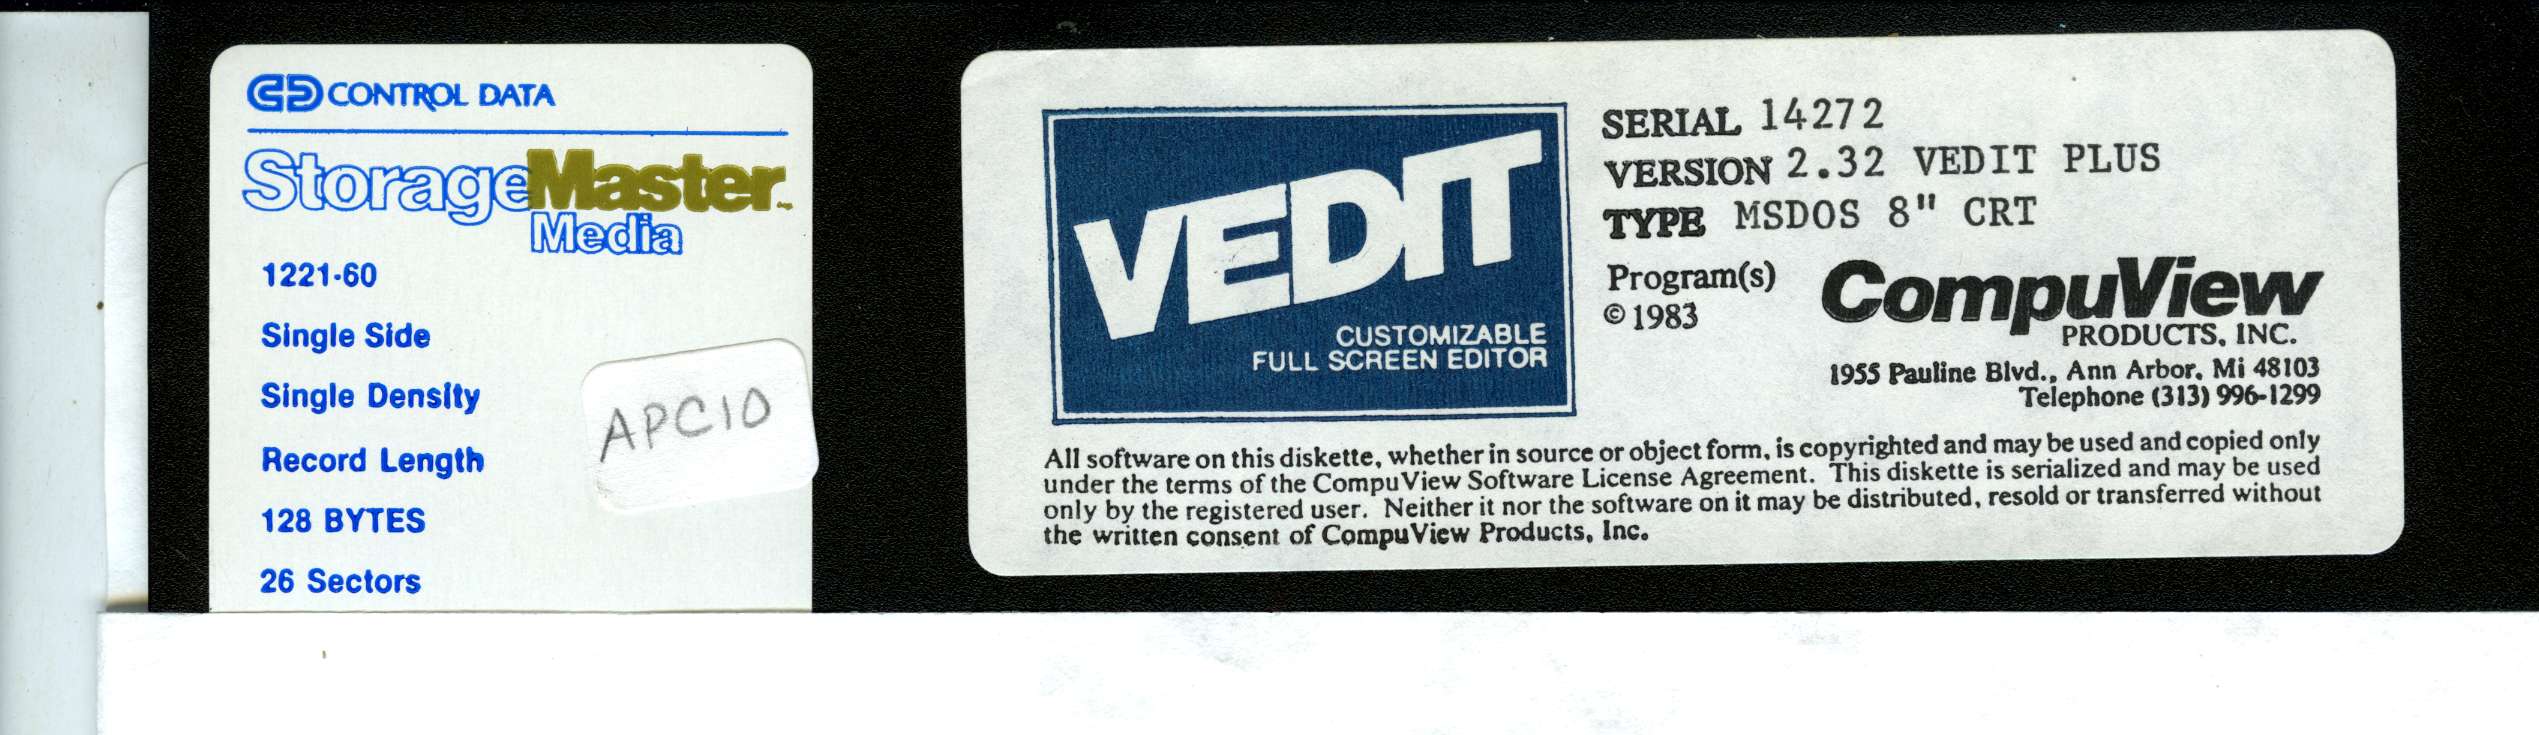 CONTROL DATA
StorageMaster™
Media
1221-60
Single Side
Single Density
Record Length
128 BYTES
26 Sectors
APC10
VEDIT
CUSTOMIZABLE
FULL SCREEN EDITOR
SERIAL 14272
VERSION 2.32 VEDIT PLUS
TYPE MSDOS 8" CRT
Program(s)
© 1983
CompuView
PRODUCTS, INC.
1955 Pauline Blvd., Ann Arbor, Mi 48103
Telephone (313) 996-1299
All software on this diskette, whether in source or object form, is copyrighted and may be used and copied only
under the terms of the CompuView Software License Agreement. This diskette is serialized and may be used
only by the registered user. Neither it nor the software on it may be distributed, resold or transferred without
the written consent of CompuView Products, Inc.